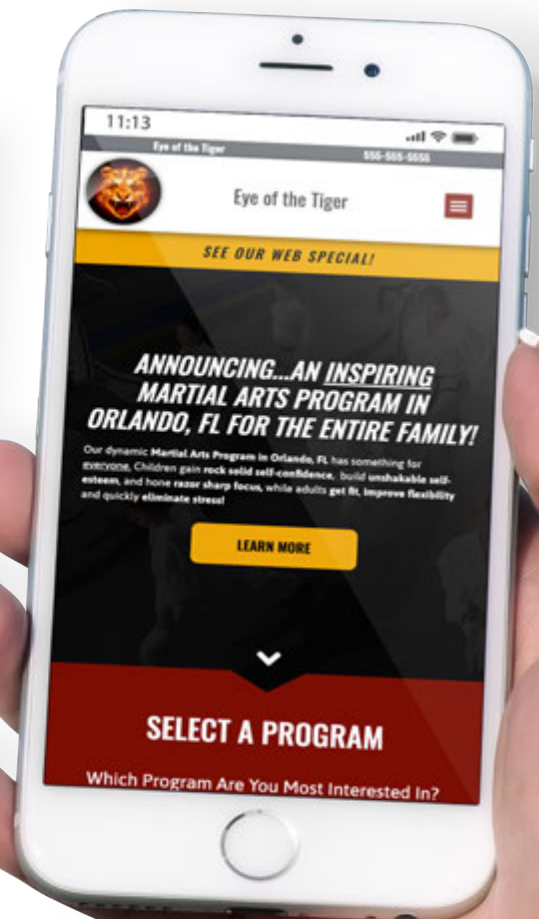 11:13
Eye of the Tiger 555-555-5555
Eye of the Tiger
SEE OUR WEB SPECIAL!
ANNOUNCING...AN INSPIRING
MARTIAL ARTS PROGRAM IN
ORLANDO, FL FOR THE ENTIRE FAMILY!
Our dynamic Martial Arts Program in Orlando, FL has something for
everyone. Children gain rock solid self-confidence, build unshakable self-
esteem, and hone razor sharp focus, while adults get fit, improve flexibility
and quickly eliminate stress!
LEARN MORE
SELECT A PROGRAM
Which Program Are You Most Interested In?